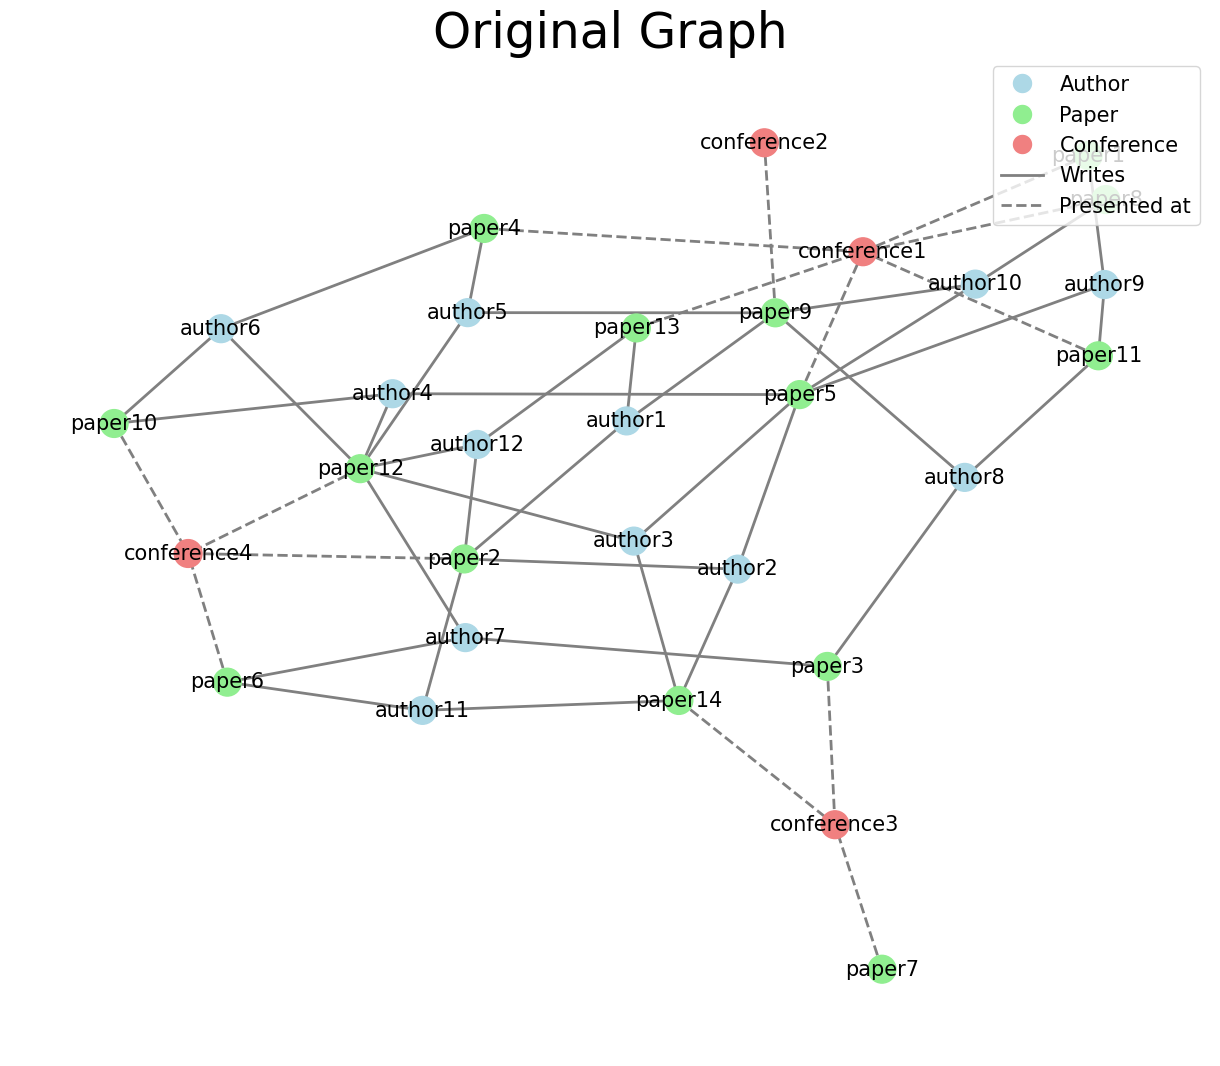 Original Graph
Author
Paper
Conference
Writes
Presented at
conference2
paper1
paper8
paper4
conference1
author10
author9
author5
paper9
author6
paper13
paper11
author4
paper5
paper10
author1
author12
paper12
author8
author3
conference4
paper2
author2
author7
paper3
paper6
paper14
author11
conference3
paper7